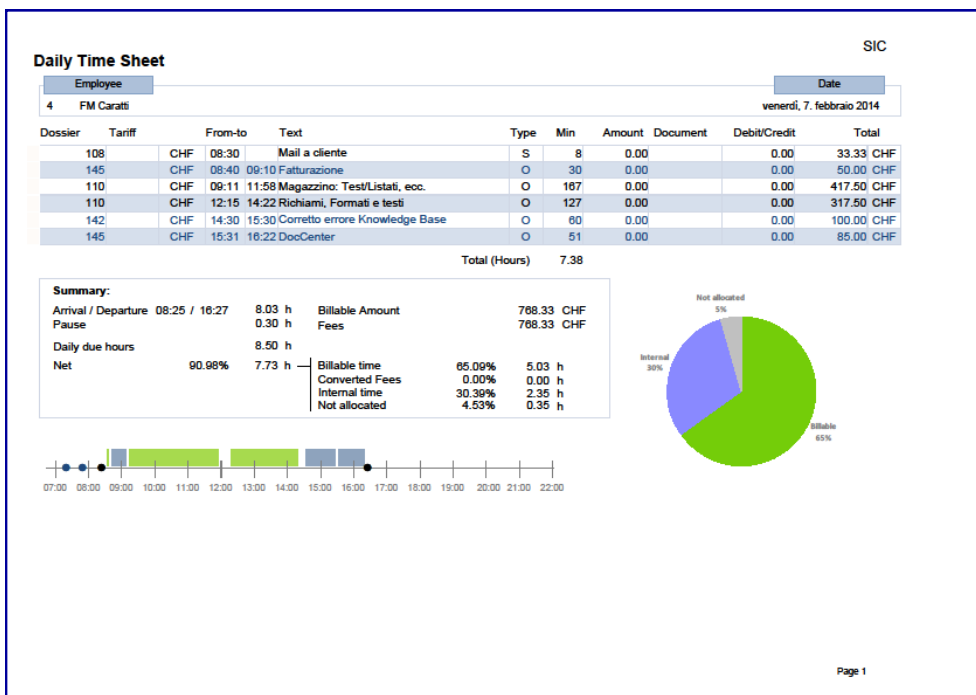 SIC
Daily Time Sheet
Employee Date
4 FM Caratti venerdì, 7. febbraio 2014
Dossier Tariff From-to Text Type Min Amount Document Debit/Credit Total
108 CHF 08:30 Mail a cliente S 8 0.00 0.00 33.33 CHF
145 CHF 08:40 09:10 Fatturazione O 30 0.00 0.00 50.00 CHF
110 CHF 09:11 11:58 Magazzino: Test/Listati, ecc. O 167 0.00 0.00 417.50 CHF
110 CHF 12:15 14:22 Richiami, Formati e testi O 127 0.00 0.00 317.50 CHF
142 CHF 14:30 15:30 Corretto errore Knowledge Base O 60 0.00 0.00 100.00 CHF
145 CHF 15:31 16:22 DocCenter O 51 0.00 0.00 85.00 CHF
Total (Hours) 7.38
Summary:
Arrival / Departure 08:25 / 16:27 8.03 h Billable Amount 768.33 CHF
Pause 0.30 h Fees 768.33 CHF
Daily due hours 8.50 h
Net 90.98% 7.73 h Billable time 65.09% 5.03 h
Converted Fees 0.00% 0.00 h
Internal time 30.39% 2.35 h
Not allocated 4.53% 0.35 h
Not allocated
5%
Internal
30%
Billable
65%
07:00 08:00 09:00 10:00 11:00 12:00 13:00 14:00 15:00 16:00 17:00 18:00 19:00 20:00 21:00 22:00
Page 1